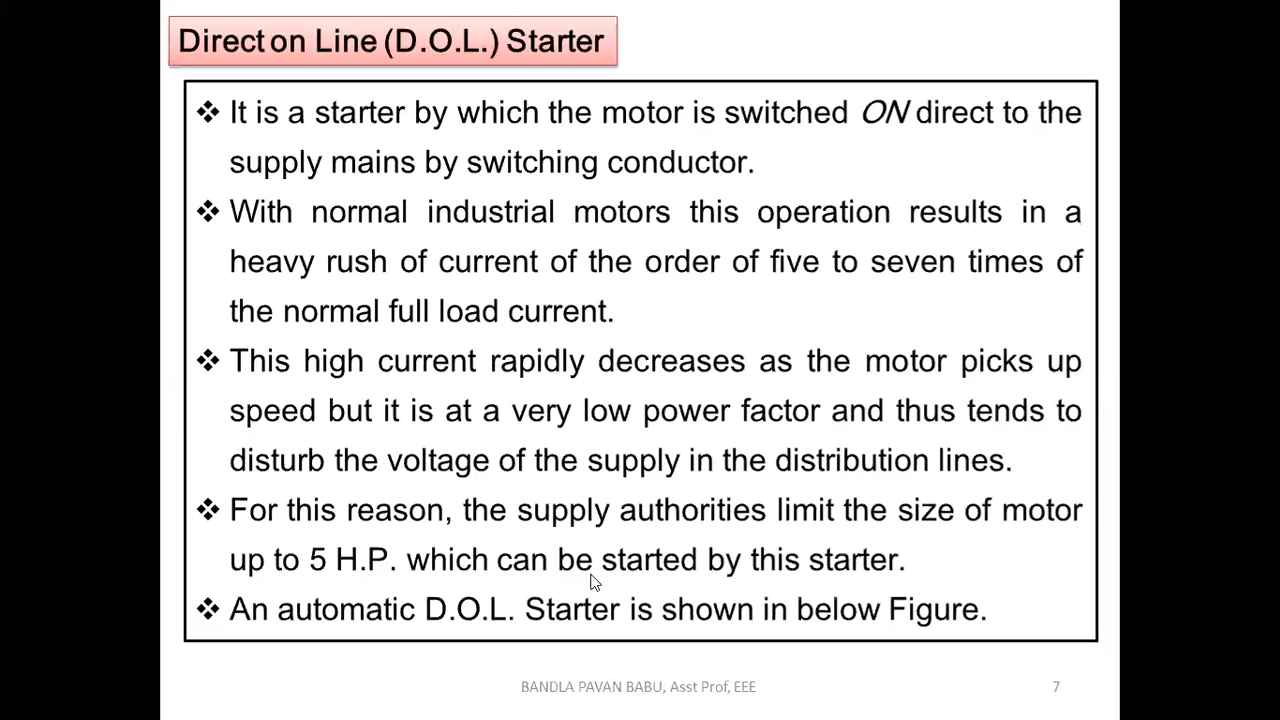 Direct on Line (D.O.L.) Starter
❖ It is a starter by which the motor is switched ON direct to the
supply mains by switching conductor.
❖ With normal industrial motors this operation results in a
heavy rush of current of the order of five to seven times of
the normal full load current.
❖ This high current rapidly decreases as the motor picks up
speed but it is at a very low power factor and thus tends to
disturb the voltage of the supply in the distribution lines.
❖ For this reason, the supply authorities limit the size of motor
up to 5 H.P. which can be started by this starter.
❖ An automatic D.O.L. Starter is shown in below Figure.
BANDLA PAVAN BABU, Asst Prof, EEE
7